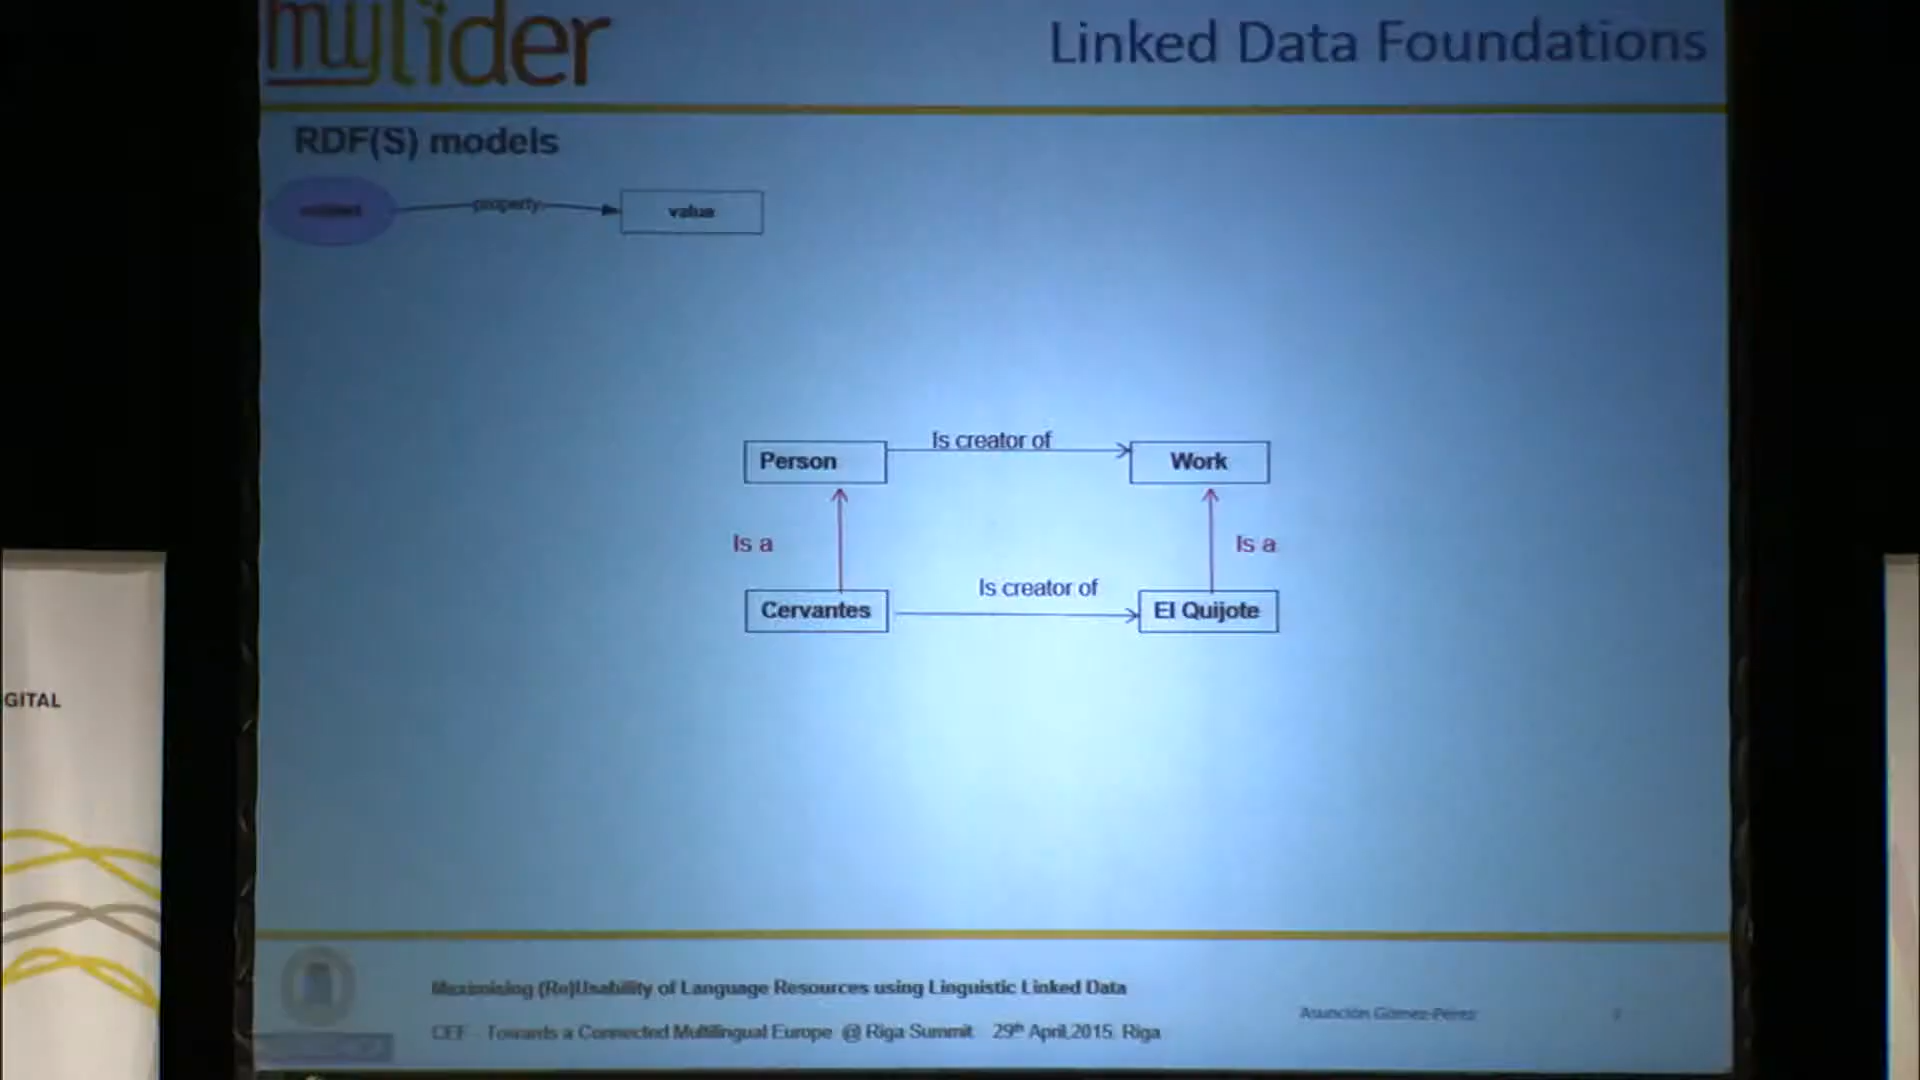 mylider
Linked Data Foundations
RDF(S) models
property
value
Is creator of
Person
Work
Is a
Is a
Is creator of
Cervantes
El Quijote
GITAL
Maximising (Re)Usability of Language Resources using Linguistic Linked Data
Asunción Gómez-Pérez
CEF - Towards a Connected Multilingual Europe @ Riga Summit 29th April,2015. Riga